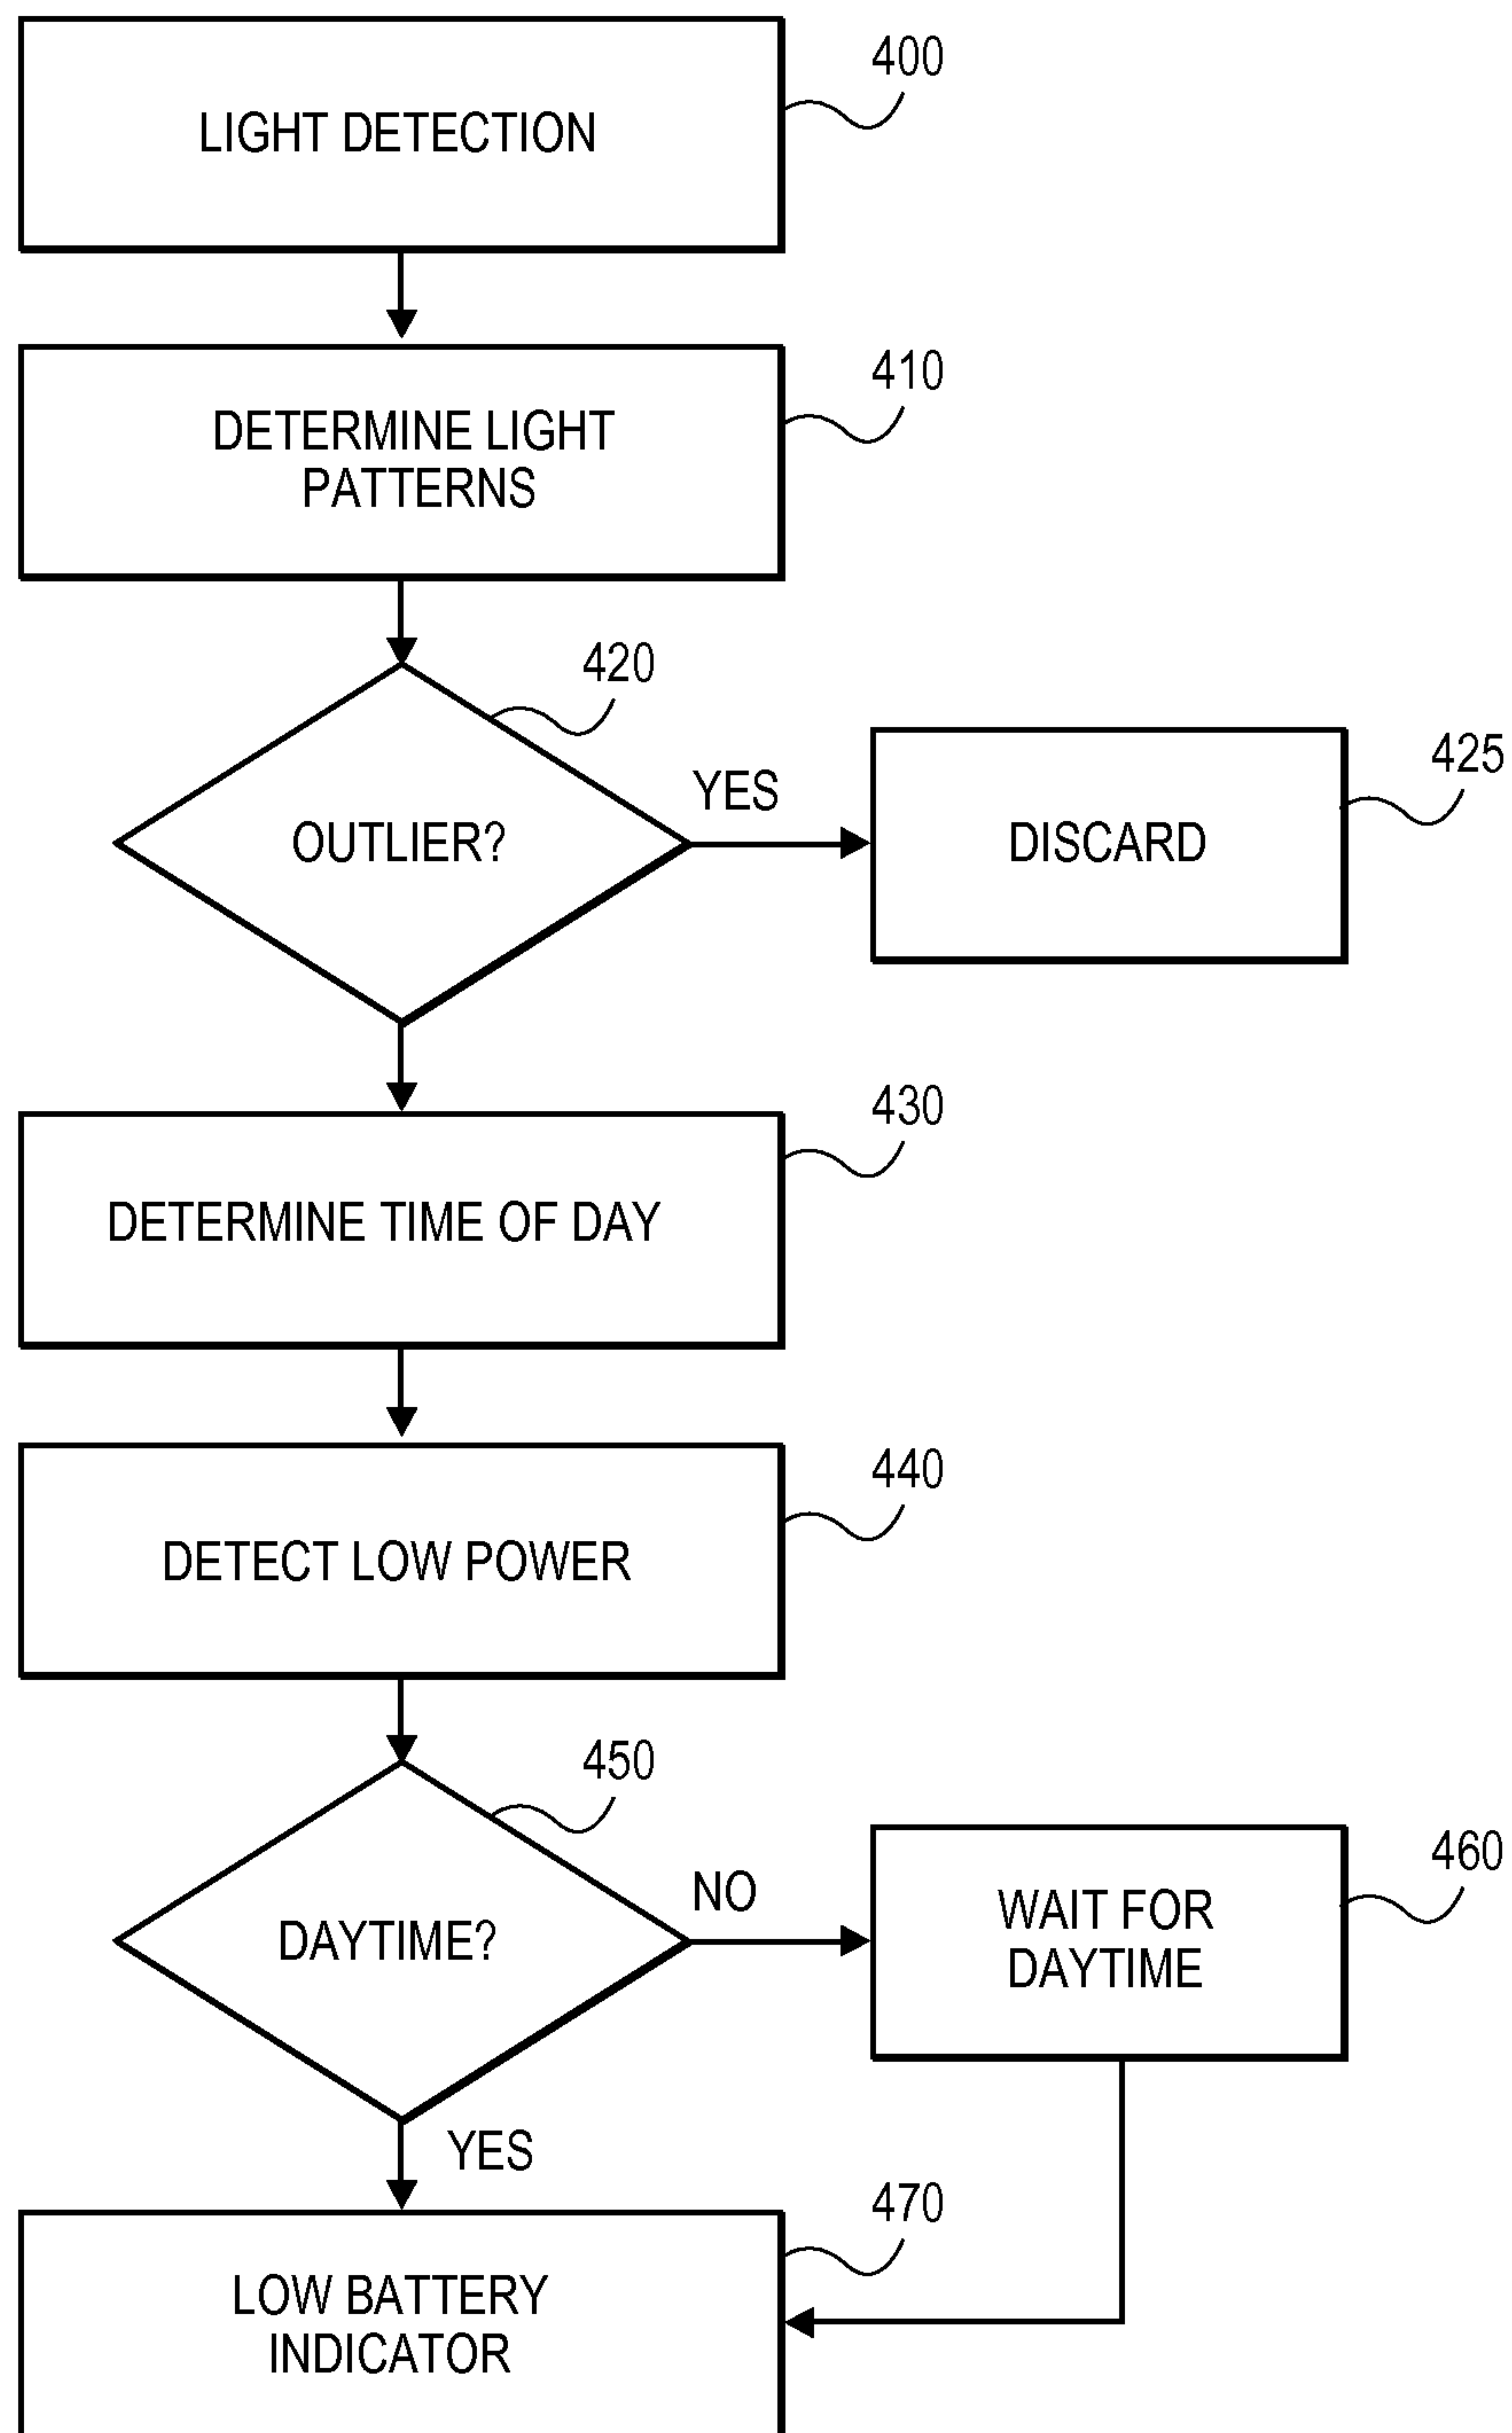 400
LIGHT DETECTION
410
DETERMINE LIGHT
PATTERNS
420
OUTLIER?
YES
425
DISCARD
430
DETERMINE TIME OF DAY
440
DETECT LOW POWER
450
DAYTIME?
NO
460
WAIT FOR
DAYTIME
YES
470
LOW BATTERY
INDICATOR